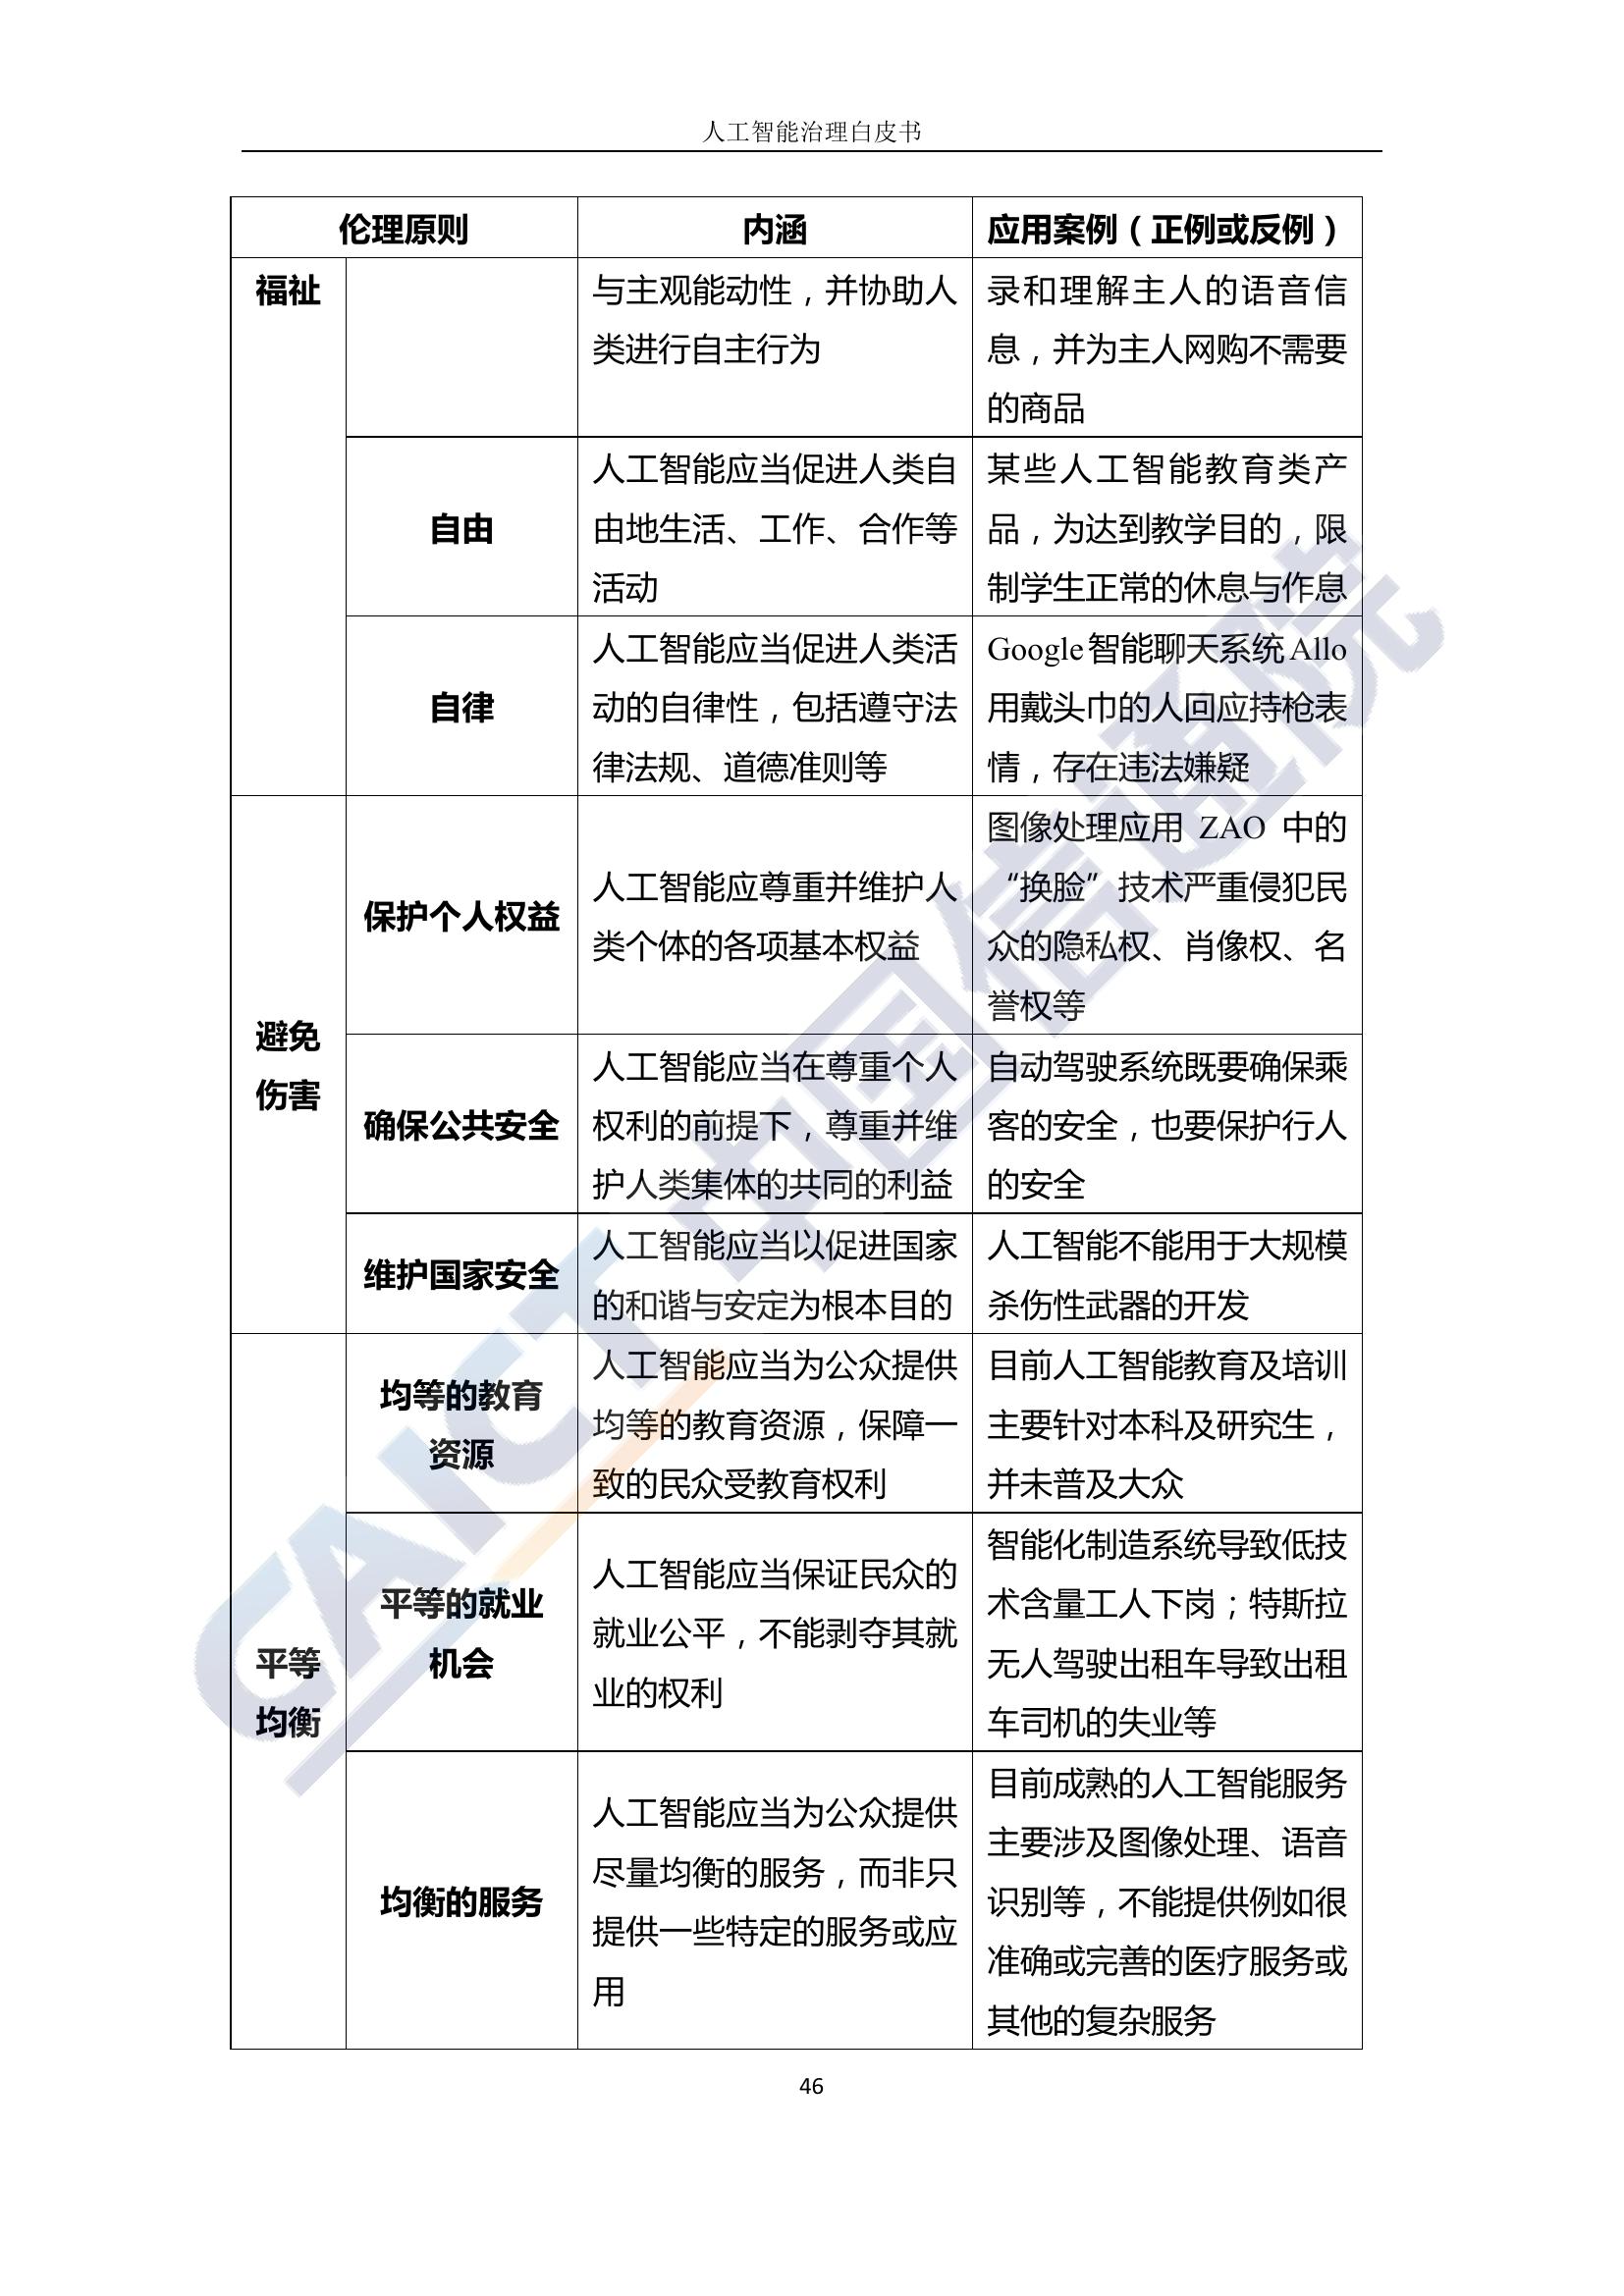 人工智能治理白皮书
伦理原则 内涵 应用案例（正例或反例）
福祉
与主观能动性，并协助人
类进行自主行为
录和理解主人的语音信
息，并为主人网购不需要
的商品
自由
人工智能应当促进人类自
由地生活、工作、合作等
活动
某些人工智能教育类产
品，为达到教学目的，限
制学生正常的休息与作息
自律
人工智能应当促进人类活
动的自律性，包括遵守法
律法规、道德准则等
Google 智能聊天系统 Allo
用戴头巾的人回应持枪表
情，存在违法嫌疑
避免
伤害
保护个人权益
人工智能应尊重并维护人
类个体的各项基本权益
图像处理应用 ZAO 中的
“换脸”技术严重侵犯民
众的隐私权、肖像权、名
誉权等
确保公共安全
人工智能应当在尊重个人
权利的前提下，尊重并维
护人类集体的共同的利益
自动驾驶系统既要确保乘
客的安全，也要保护行人
的安全
维护国家安全
人工智能应当以促进国家
的和谐与安定为根本目的
人工智能不能用于大规模
杀伤性武器的开发
平等
均衡
均等的教育
资源
人工智能应当为公众提供
均等的教育资源，保障一
致的民众受教育权利
目前人工智能教育及培训
主要针对本科及研究生，
并未普及大众
平等的就业
机会
人工智能应当保证民众的
就业公平，不能剥夺其就
业的权利
智能化制造系统导致低技
术含量工人下岗；特斯拉
无人驾驶出租车导致出租
车司机的失业等
均衡的服务
人工智能应当为公众提供
尽量均衡的服务，而非只
提供一些特定的服务或应
用
目前成熟的人工智能服务
主要涉及图像处理、语音
识别等，不能提供例如很
准确或完善的医疗服务或
其他的复杂服务
46
CAICT 中国信通院